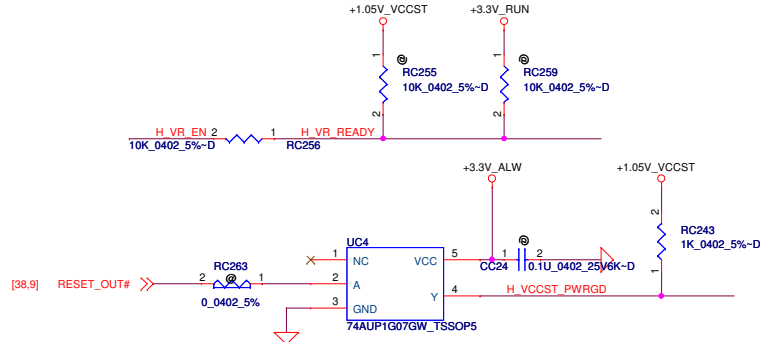 +1.05V_VCCST
+3.3V_RUN
1
@
RC255
10K_0402_5%~D
2
1
@
RC259
10K_0402_5%~D
2
H_VR_EN
2
1
H_VR_READY
10K_0402_5%~D
RC256
+3.3V_ALW
+1.05V_VCCST
2
RC243
1K_0402_5%~D
1
UC4
@
1
NC
VCC
5
1
2
CC24
0.1U_0402_25V6K~D
[38,9]
RESET_OUT#
2
RC263
@
1
0_0402_5%
2
A
3
GND
Y
4
H_VCCST_PWRGD
74AUP1G07GW_TSSOP5